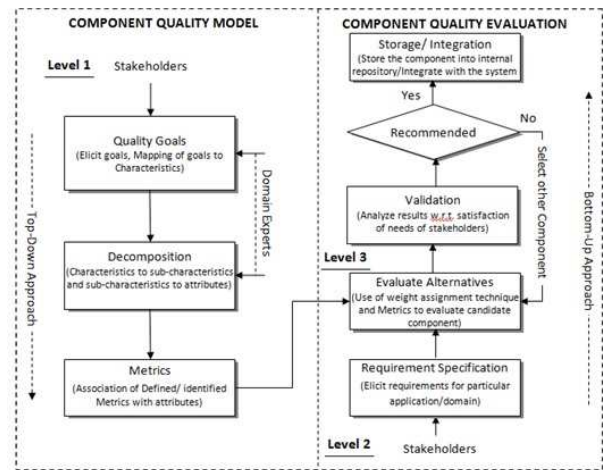 COMPONENT QUALITY MODEL
Level 1
Stakeholders
Quality Goals
(Elicit goals, Mapping of goals to
Characteristics)
Domain Experts
Top-Down Approach
Decomposition
(Characteristics to sub-characteristics
and sub-characteristics to attributes)
Metrics
(Association of Defined/ identified
Metrics with attributes)
COMPONENT QUALITY EVALUATION
Storage/ Integration
(Store the component into internal
repository/Integrate with the system
Yes
No
Recommended
Select other
Component
Bottom-Up Approach
Validation
(Analyze results w.r.t. satisfaction
of needs of stakeholders)
Level 3
Evaluate Alternatives
(Use of weight assignment technique
and Metrics to evaluate candidate
component)
Requirement Specification
(Elicit requirements for particular
application/domain)
Level 2
Stakeholders